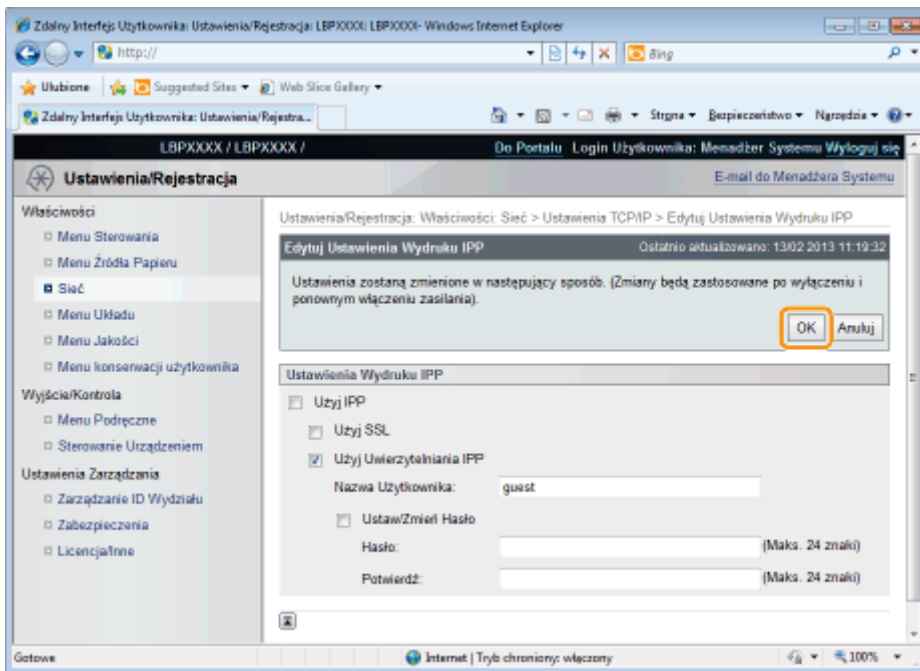 Zdalny Interfejs Użytkownika: Ustawienia/Rejestracja: LBPXXXX: LBPXXXX- Windows Internet Explorer
http://
Bing
Ulubione Suggested Sites Web Slice Gallery
Zdalny Interfejs Użytkownika: Ustawienia/Rejestra...
Strona Bezpieczeństwo Narzędzia
LBPXXXX / LBPXXXX /
Do Portalu Login Użytkownika: Menadżer Systemu Wyloguj się
Ustawienia/Rejestracja
E-mail do Menadżera Systemu
Właściwości
Menu Sterowania
Menu Źródła Papieru
Sieć
Menu Układu
Menu Jakości
Menu konserwacji użytkownika
Wyjście/Kontrola
Menu Podręczne
Sterowanie Urządzeniem
Ustawienia Zarządzania
Zarządzanie ID Wydziału
Zabezpieczenia
Licencja/Inne
Ustawienia/Rejestracja: Właściwości: Sieć > Ustawienia TCP/IP > Edytuj Ustawienia Wydruku IPP
Edytuj Ustawienia Wydruku IPP
Ostatnio aktualizowano: 13/02 2013 11:19:32
Ustawienia zostaną zmienione w następujący sposób. (Zmiany będą zastosowane po wyłączeniu i
ponownym włączeniu zasilania).
OK Anuluj
Ustawienia Wydruku IPP
Użyj IPP
Użyj SSL
Użyj Uwierzytelniania IPP
Nazwa Użytkownika: guest
Ustaw/Zmień Hasło
Hasło: (Maks. 24 znaki)
Potwierdź: (Maks. 24 znaki)
Gotowe
Internet | Tryb chroniony: włączony
100%